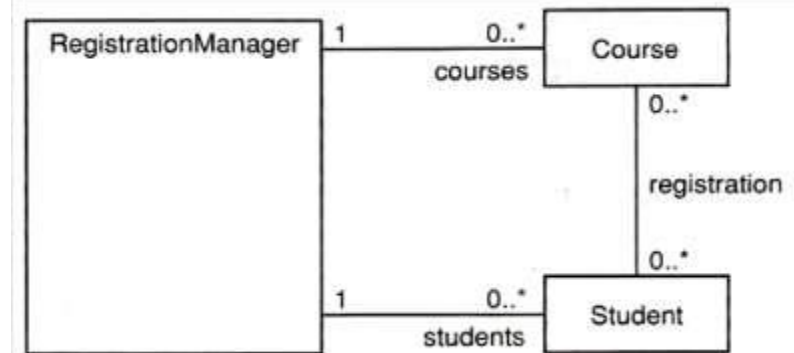 RegistrationManager
1
0..*
courses
Course
0..*
registration
0..*
1
0..*
students
Student